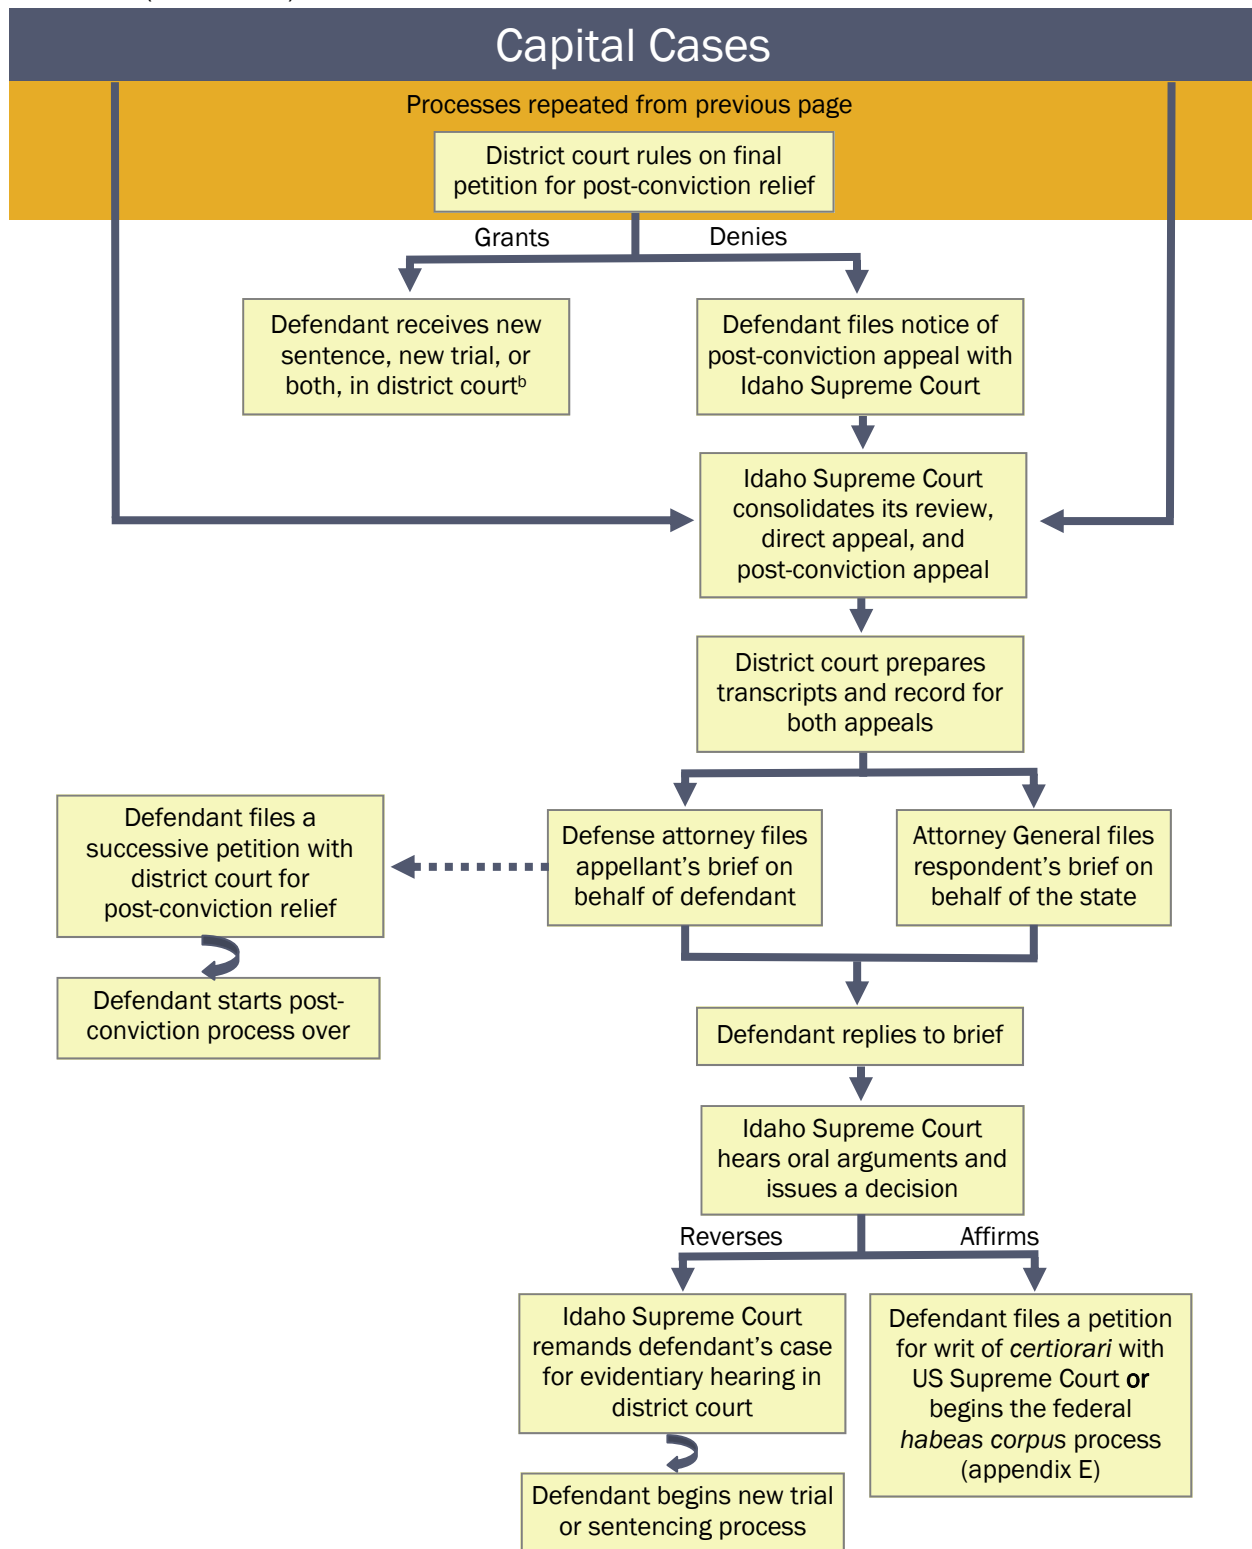 Capital Cases
Processes repeated from previous page
District court rules on final
petition for post-conviction relief
Grants
Denies
Defendant receives new
sentence, new trial, or
both, in district courtᵇ
Defendant files notice of
post-conviction appeal with
Idaho Supreme Court
Idaho Supreme Court
consolidates its review,
direct appeal, and
post-conviction appeal
District court prepares
transcripts and record for
both appeals
Defendant files a
successive petition with
district court for
post-conviction relief
Defense attorney files
appellant’s brief on
behalf of defendant
Attorney General files
respondent’s brief on
behalf of the state
Defendant starts post-
conviction process over
Defendant replies to brief
Idaho Supreme Court
hears oral arguments and
issues a decision
Reverses
Affirms
Idaho Supreme Court
remands defendant’s case
for evidentiary hearing in
district court
Defendant files a petition
for writ of certiorari with
US Supreme Court or
begins the federal
habeas corpus process
(appendix E)
Defendant begins new trial
or sentencing process